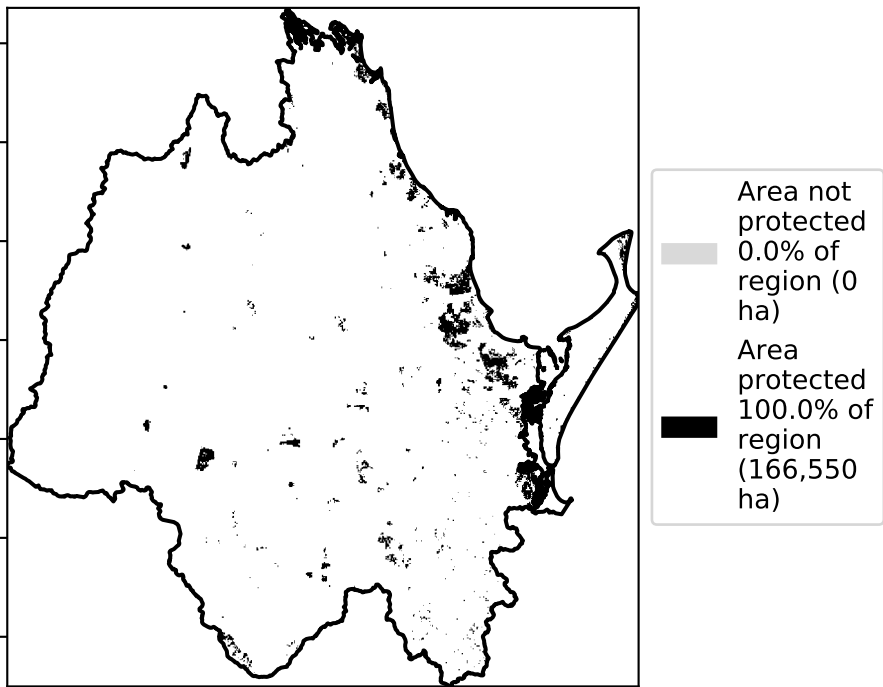 Area not
protected
0.0% of
region (0
ha)
Area
protected
100.0% of
region
(166,550
ha)